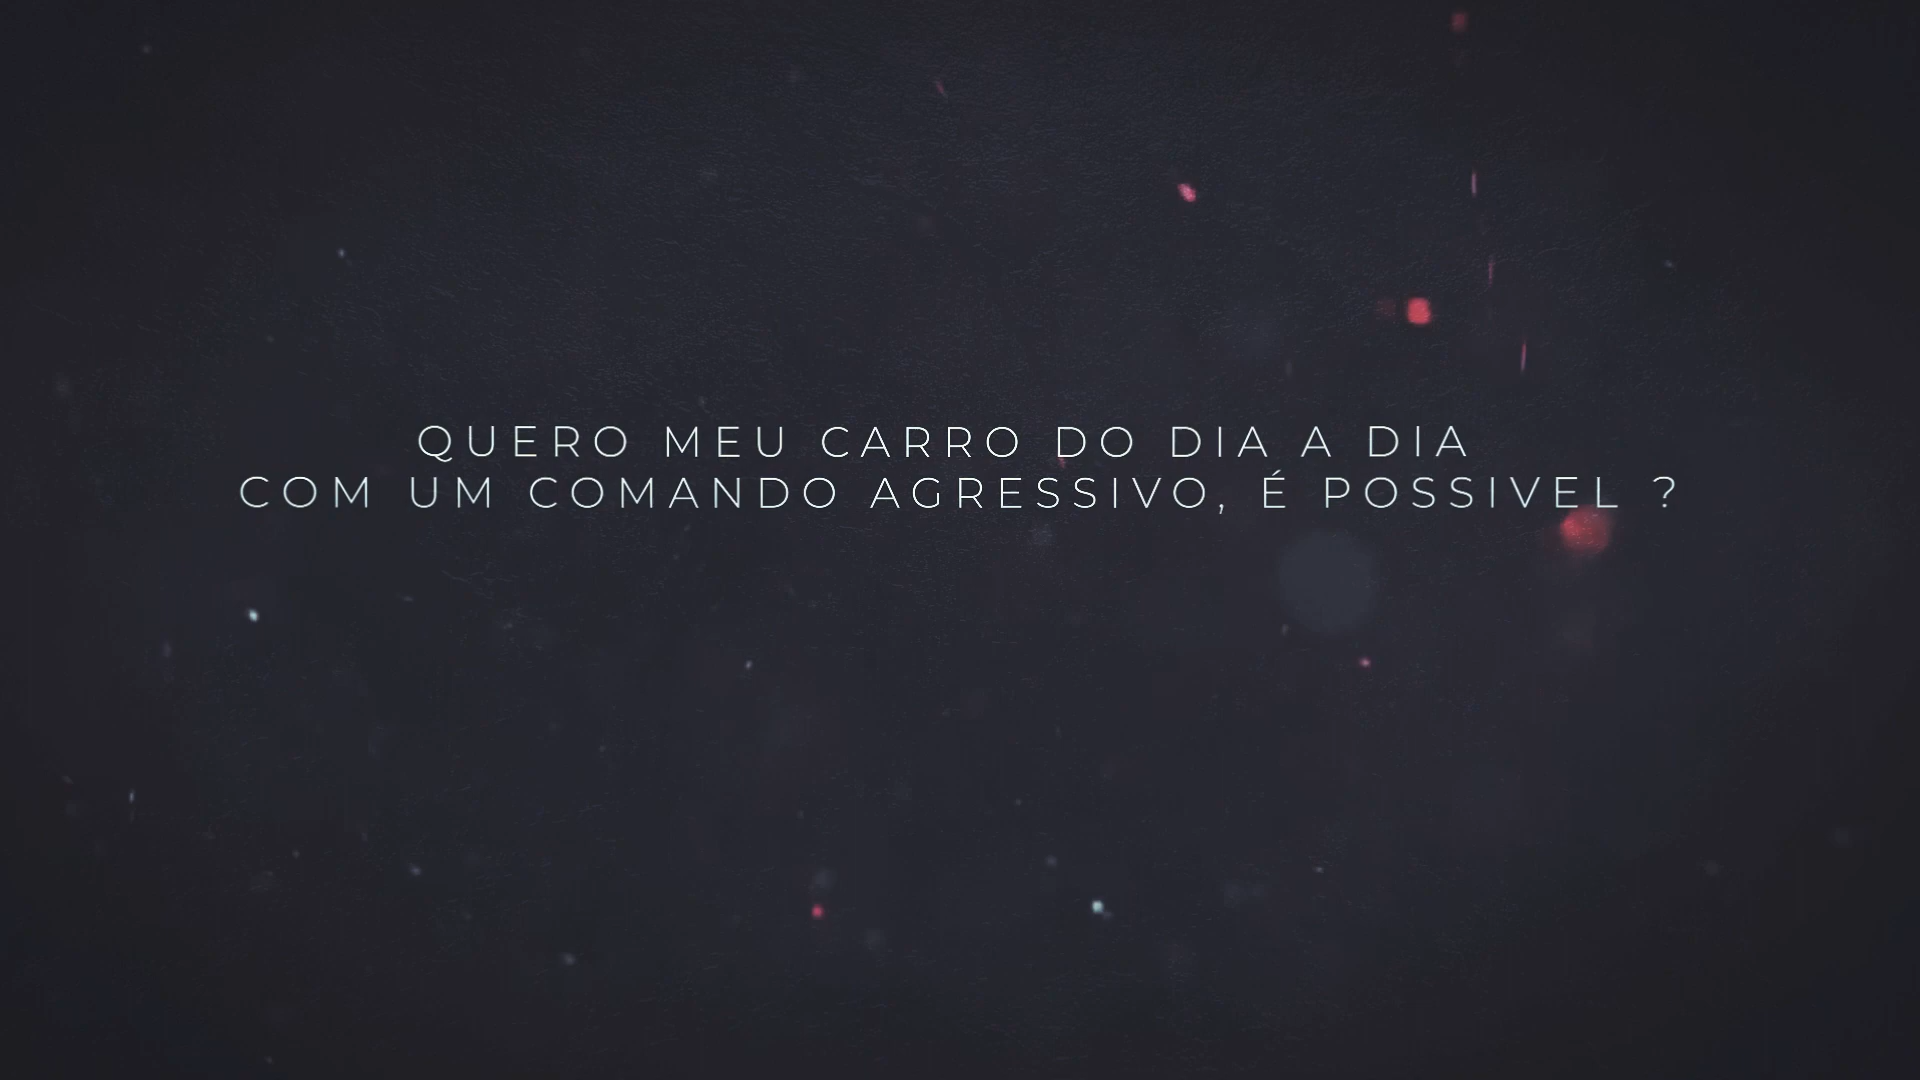 QUERO MEU CARRO DO DIA A DIA
COM UM COMANDO AGRESSIVO, É POSSIVEL ?